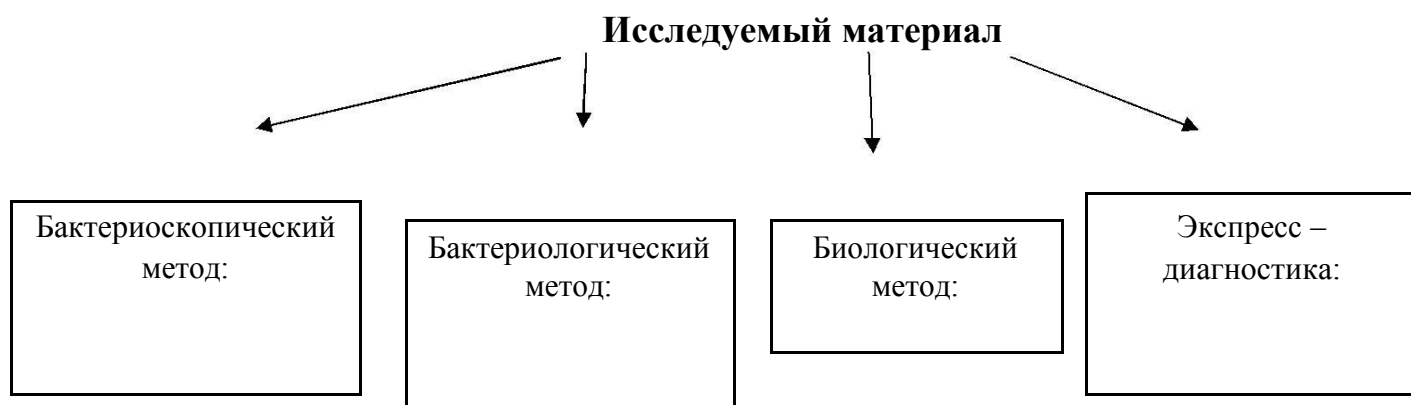 Исследуемый материал
Бактериоскопический
метод:
Бактериологический
метод:
Биологический
метод:
Экспресс –
диагностика: